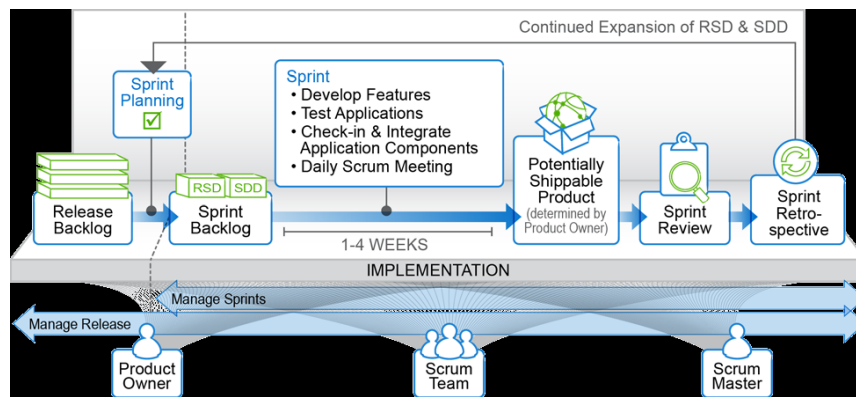 Continued Expansion of RSD & SDD
Sprint
Planning
Sprint
• Develop Features
• Test Applications
• Check-in & Integrate
Application Components
• Daily Scrum Meeting
RSD
SDD
Release
Backlog
Sprint
Backlog
1-4 WEEKS
Potentially
Shippable
Product
(determined by
Product Owner)
Sprint
Review
Sprint
Retro-
spective
IMPLEMENTATION
Manage Sprints
Manage Release
Product
Owner
Scrum
Team
Scrum
Master